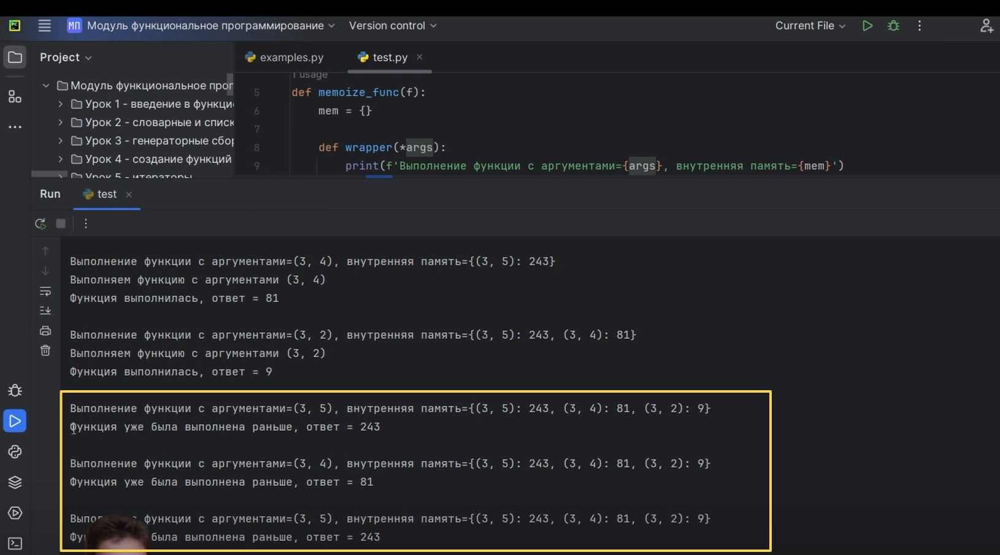 PC
МП Модуль функциональное программирование Version control Current File
Project
examples.py test.py
Модуль функциональное прог
Урок 1 - введение в функци
Урок 2 - словарные и списк
Урок 3 - генераторные сбор
Урок 4 - создание функций
Урок 5 - итераторы
1 usage
5 def memoize_func(f):
6 mem = {}
7
8 def wrapper(*args):
9 print(f'Выполнение функции с аргументами={args}, внутренняя память={mem}')
Run test
Выполнение функции с аргументами=(3, 4), внутренняя память={(3, 5): 243}
Выполняем функцию с аргументами (3, 4)
Функция выполнилась, ответ = 81
Выполнение функции с аргументами=(3, 2), внутренняя память={(3, 5): 243, (3, 4): 81}
Выполняем функцию с аргументами (3, 2)
Функция выполнилась, ответ = 9
Выполнение функции с аргументами=(3, 5), внутренняя память={(3, 5): 243, (3, 4): 81, (3, 2): 9}
Функция уже была выполнена раньше, ответ = 243
Выполнение функции с аргументами=(3, 4), внутренняя память={(3, 5): 243, (3, 4): 81, (3, 2): 9}
Функция уже была выполнена раньше, ответ = 81
функции с аргументами=(3, 5), внутренняя память={(3, 5): 243, (3, 4): 81, (3, 2): 9}
была выполнена раньше, ответ = 243